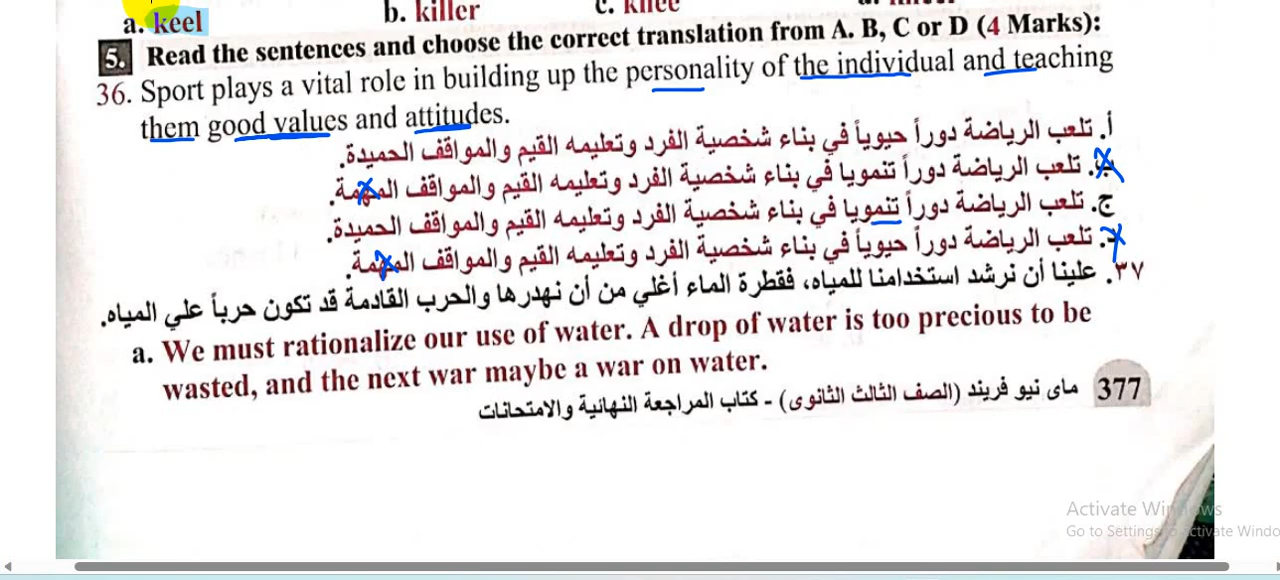 a. keel b. killer c. knee
5. Read the sentences and choose the correct translation from A. B, C or D (4 Marks):
36. Sport plays a vital role in building up the personality of the individual and teaching
them good values and attitudes.
أ. تلعب الرياضة دوراً حيوياً في بناء شخصية الفرد وتعليمه القيم والمواقف الحميدة.
ب. تلعب الرياضة دوراً تنمويا في بناء شخصية الفرد وتعليمه القيم والمواقف المهمة.
ج. تلعب الرياضة دوراً تنمويا في بناء شخصية الفرد وتعليمه القيم والمواقف الحميدة.
د. تلعب الرياضة دوراً حيوياً في بناء شخصية الفرد وتعليمه القيم والمواقف المهمة.
٣٧. علينا أن نرشد استخدامنا للمياه، فقطرة الماء أغلي من أن نهدرها والحرب القادمة قد تكون حرباً علي المياه.
a. We must rationalize our use of water. A drop of water is too precious to be
wasted, and the next war maybe a war on water.
377 ماى نيو فريند (الصف الثالث الثانوى) - كتاب المراجعة النهائية والامتحانات
Activate Windows
Go to Settings to activate Windo